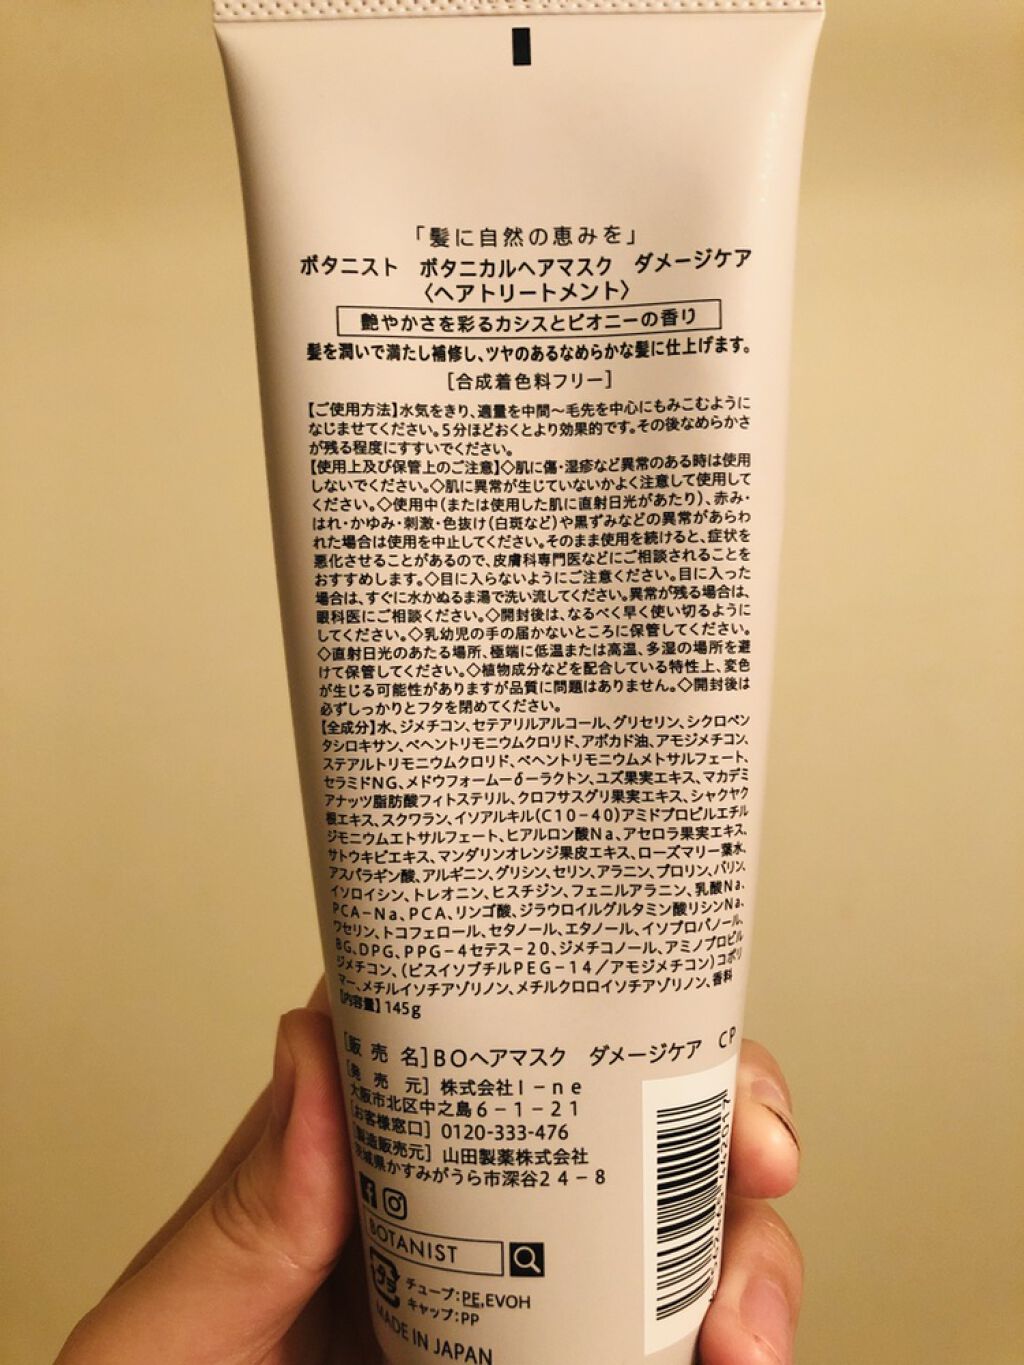 「髪に自然の恵みを」
ボタニスト ボタニカルヘアマスク ダメージケア
〈ヘアトリートメント〉
艶やかさを彩るカシスとピオニーの香り
髪を潤いで満たし補修し、ツヤのあるなめらかな髪に仕上げます。
[合成着色料フリー]
【ご使用方法】水気をきり、適量を中間～毛先を中心にもみこむように
なじませてください。5分ほどおくとより効果的です。その後なめらかさ
が残る程度にすすいでください。
【使用上及び保管上のご注意】◇肌に傷・湿疹など異常のある時は使用
しないでください。◇肌に異常が生じていないかよく注意して使用して
ください。◇使用中(または使用した肌に直射日光があたり)、赤み・
はれ・かゆみ・刺激・色抜け(白斑など)や黒ずみなどの異常があらわ
れた場合は使用を中止してください。そのまま使用を続けると、症状を
悪化させることがあるので、皮膚科専門医などにご相談されることを
おすすめします。◇目に入らないようにご注意ください。目に入った
場合は、すぐに水かぬるま湯で洗い流してください。異常が残る場合は、
眼科医にご相談ください。◇開封後は、なるべく早く使い切るように
してください。◇乳幼児の手の届かないところに保管してください。
◇直射日光のあたる場所、極端に低温または高温、多湿の場所を避
けて保管してください。◇植物成分などを配合している特性上、変色
が生じる可能性がありますが品質に問題はありません。◇開封後は
必ずしっかりとフタを閉めてください。
【全成分】水、ジメチコン、セテアリルアルコール、グリセリン、シクロペン
タシロキサン、ベヘントリモニウムクロリド、アボカド油、アモジメチコン、
ステアルトリモニウムクロリド、ベヘントリモニウムメトサルフェート、
セラミドNG、メドウフォーム-δ-ラクトン、ユズ果実エキス、マカデミ
アナッツ脂肪酸フィトステリル、クロフサスグリ果実エキス、シャクヤク
根エキス、スクワラン、イソアルキル(C10-40)アミドプロピルエチル
ジモニウムエトサルフェート、ヒアルロン酸Na、アセロラ果実エキス、
サトウキビエキス、マンダリンオレンジ果皮エキス、ローズマリー葉水、
アスパラギン酸、アルギニン、グリシン、セリン、アラニン、プロリン、バリン、
イソロイシン、トレオニン、ヒスチジン、フェニルアラニン、乳酸Na、
PCA-Na、PCA、リンゴ酸、ジラウロイルグルタミン酸リシンNa、
ワセリン、トコフェロール、セタノール、エタノール、イソプロパノール、
BG、DPG、PPG-4セテス-20、ジメチコノール、アミノプロピル
ジメチコン、(ビスイソブチルPEG-14/アモジメチコン)コポリ
マー、メチルイソチアゾリノン、メチルクロロイソチアゾリノン、香料
【内容量】145g
[販売名]BOヘアマスク ダメージケア CP
[発売元] 株式会社I-ne
大阪市北区中之島6-1-21
[お客様窓口] 0120-333-476
[製造販売元] 山田製薬株式会社
茨城県かすみがうら市深谷24-8
BOTANIST
プラ
チューブ:PE,EVOH
キャップ:PP
MADE IN JAPAN